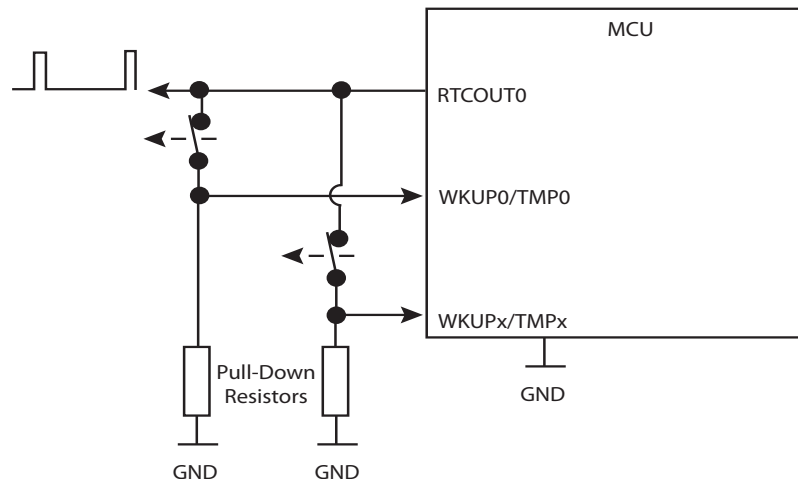 MCU
RTCOUT0
WKUP0/TMP0
WKUPx/TMPx
Pull-Down
Resistors
GND
GND
GND